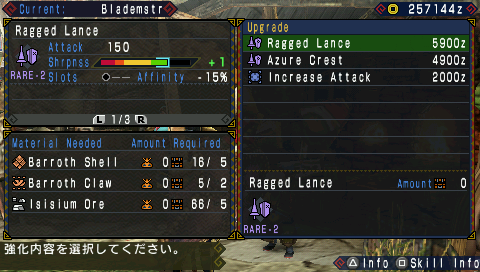 Current: Blademstr
257144z
Ragged Lance
Attack 150
Shrpnss +1
RARE-2 Slots ●―― Affinity -15%
L 1/3 R
Material Needed Amount Required
Barroth Shell 0 16/ 5
Barroth Claw 0 5/ 2
Isisium Ore 0 66/ 5
Upgrade
Ragged Lance 5900z
Azure Crest 4900z
Increase Attack 2000z
Ragged Lance Amount 0
RARE-2
強化内容を選択してください。
△ Info □ Skill Info